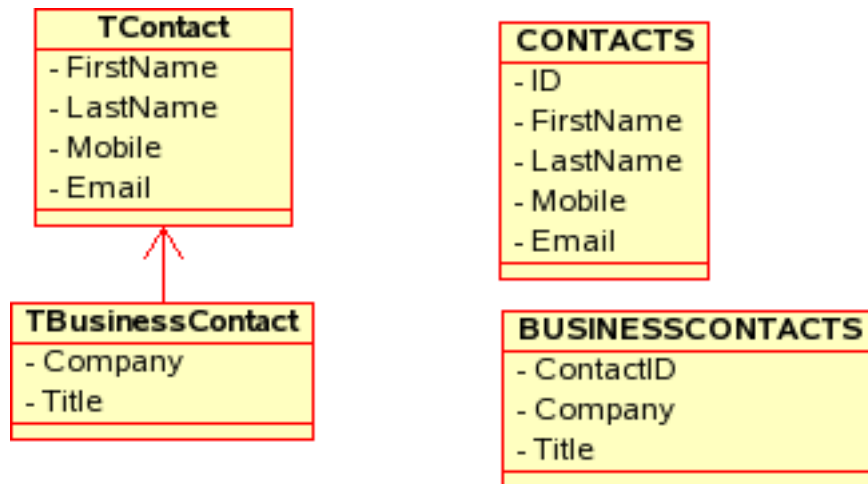 TContact
- FirstName
- LastName
- Mobile
- Email
TBusinessContact
- Company
- Title
CONTACTS
- ID
- FirstName
- LastName
- Mobile
- Email
BUSINESSCONTACTS
- ContactID
- Company
- Title